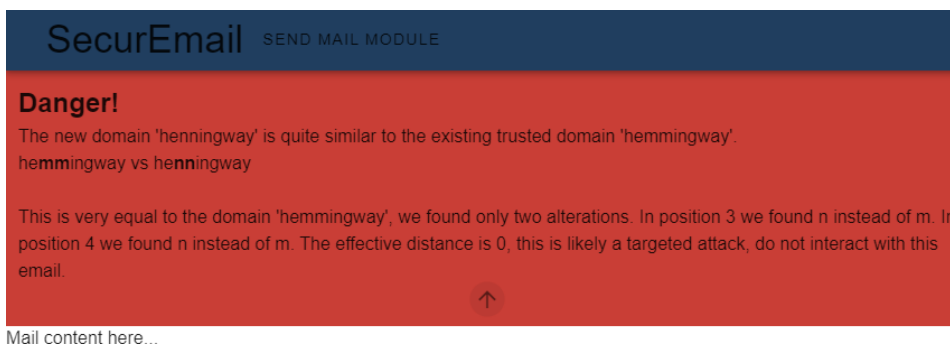 SecurEmail SEND MAIL MODULE
Danger!
The new domain 'henningway' is quite similar to the existing trusted domain 'hemmingway'.
hemmingway vs henningway
This is very equal to the domain 'hemmingway', we found only two alterations. In position 3 we found n instead of m. In
position 4 we found n instead of m. The effective distance is 0, this is likely a targeted attack, do not interact with this
email.
Mail content here...